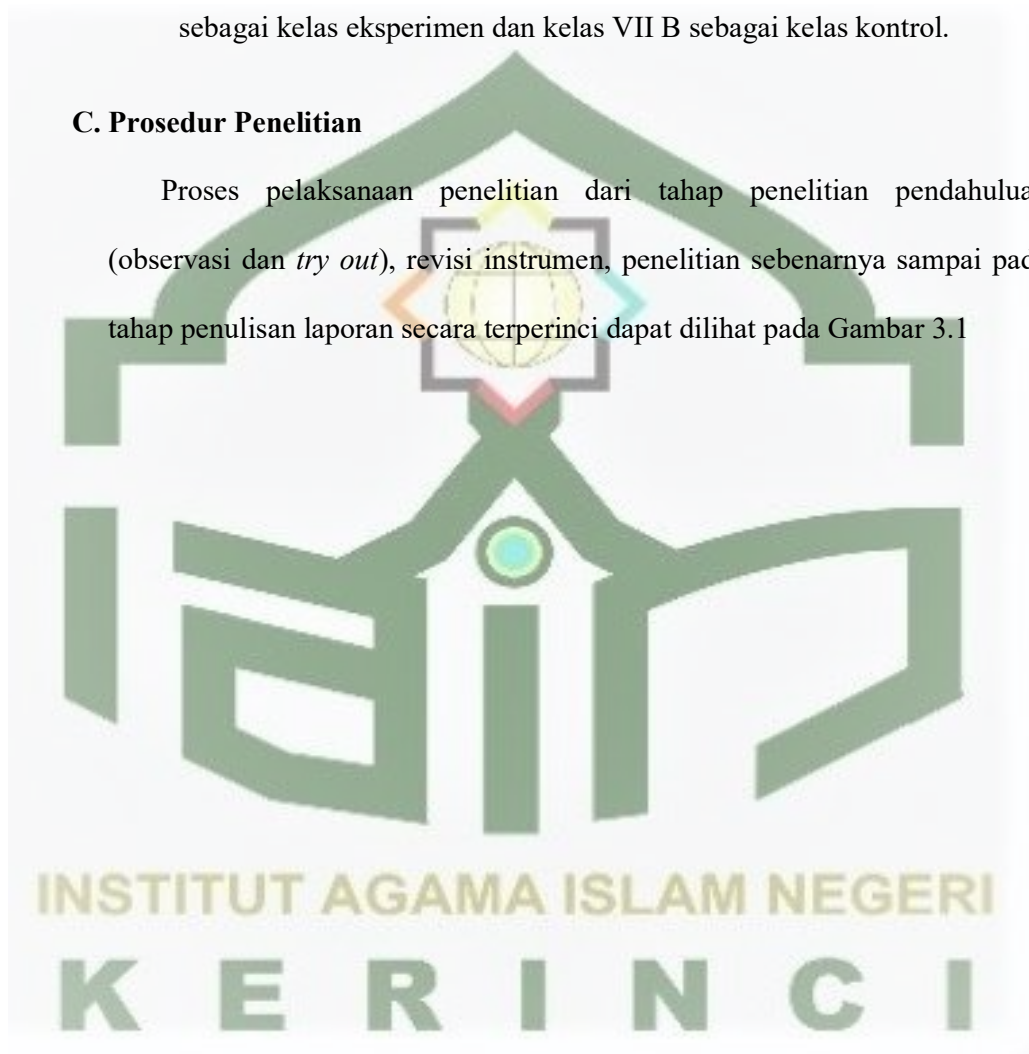 sebagai kelas eksperimen dan kelas VII B sebagai kelas kontrol.
C. Prosedur Penelitian
Proses pelaksanaan penelitian dari tahap penelitian pendahulua
(observasi dan try out), revisi instrumen, penelitian sebenarnya sampai pad
tahap penulisan laporan secara terperinci dapat dilihat pada Gambar 3.1
iain
INSTITUT AGAMA ISLAM NEGERI
KERINCI